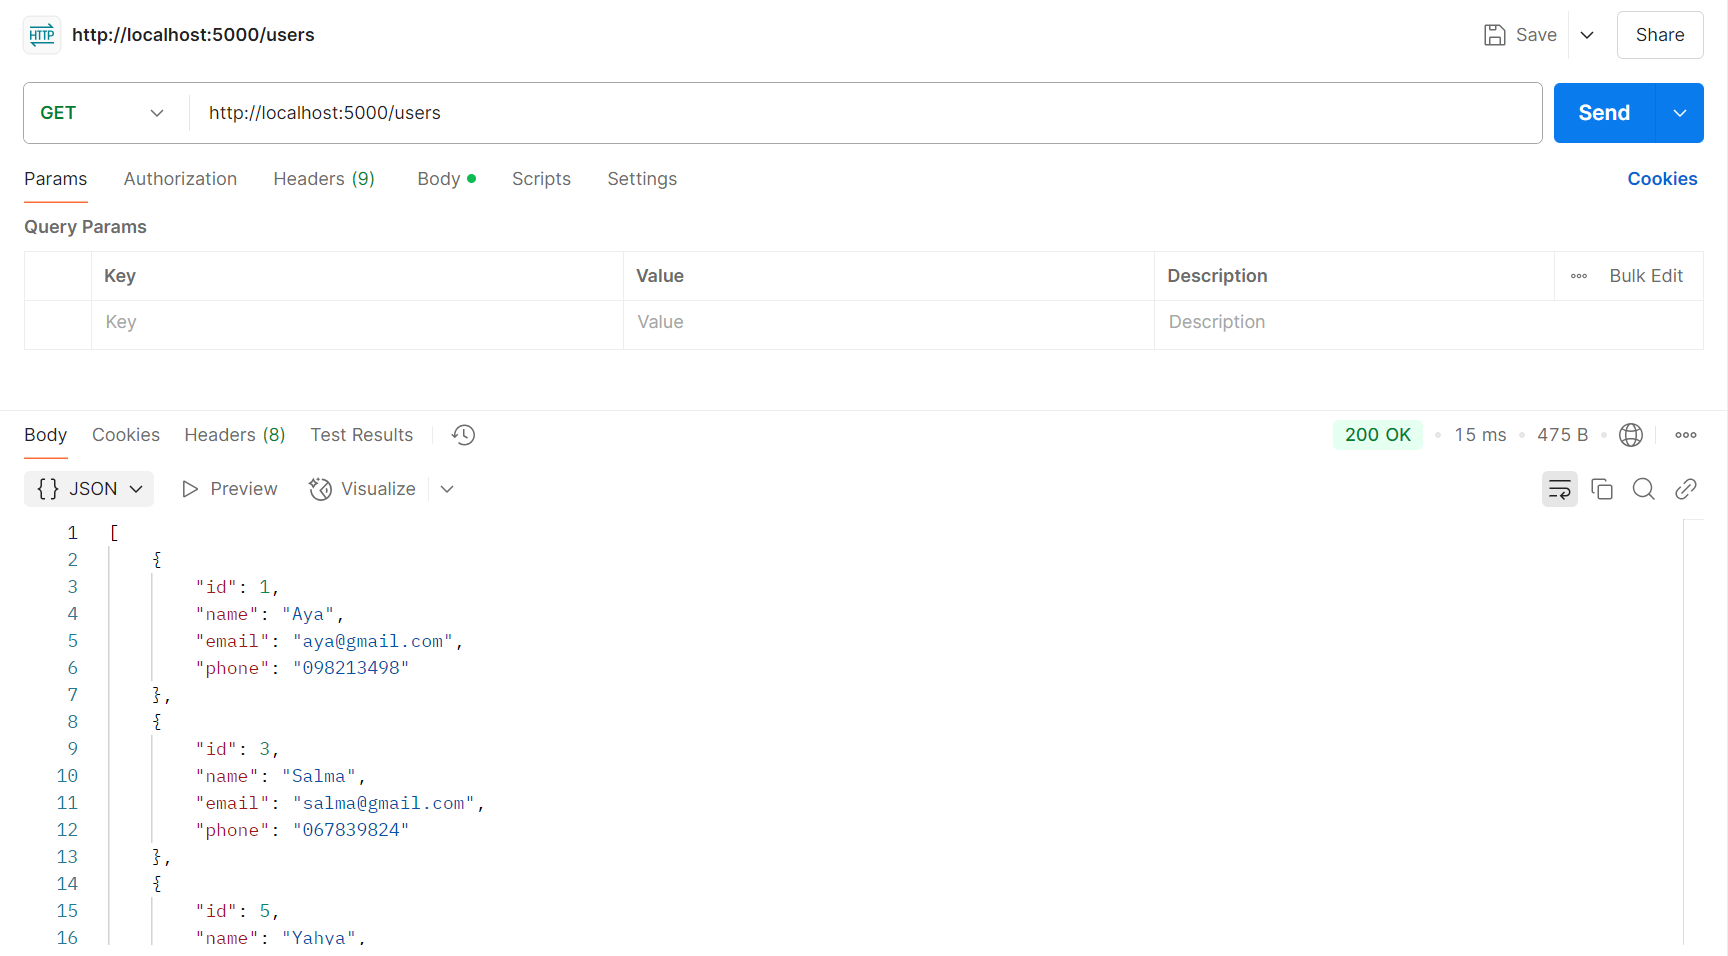 HTTP http://localhost:5000/users Save Share
GET http://localhost:5000/users Send
Params Authorization Headers (9) Body Scripts Settings Cookies
Query Params
Key Value Description Bulk Edit
Key Value Description
Body Cookies Headers (8) Test Results 200 OK 15 ms 475 B
{} JSON Preview Visualize
1 [
2 {
3 "id": 1,
4 "name": "Aya",
5 "email": "aya@gmail.com",
6 "phone": "098213498"
7 },
8 {
9 "id": 3,
10 "name": "Salma",
11 "email": "salma@gmail.com",
12 "phone": "067839824"
13 },
14 {
15 "id": 5,
16 "name": "Yahya",